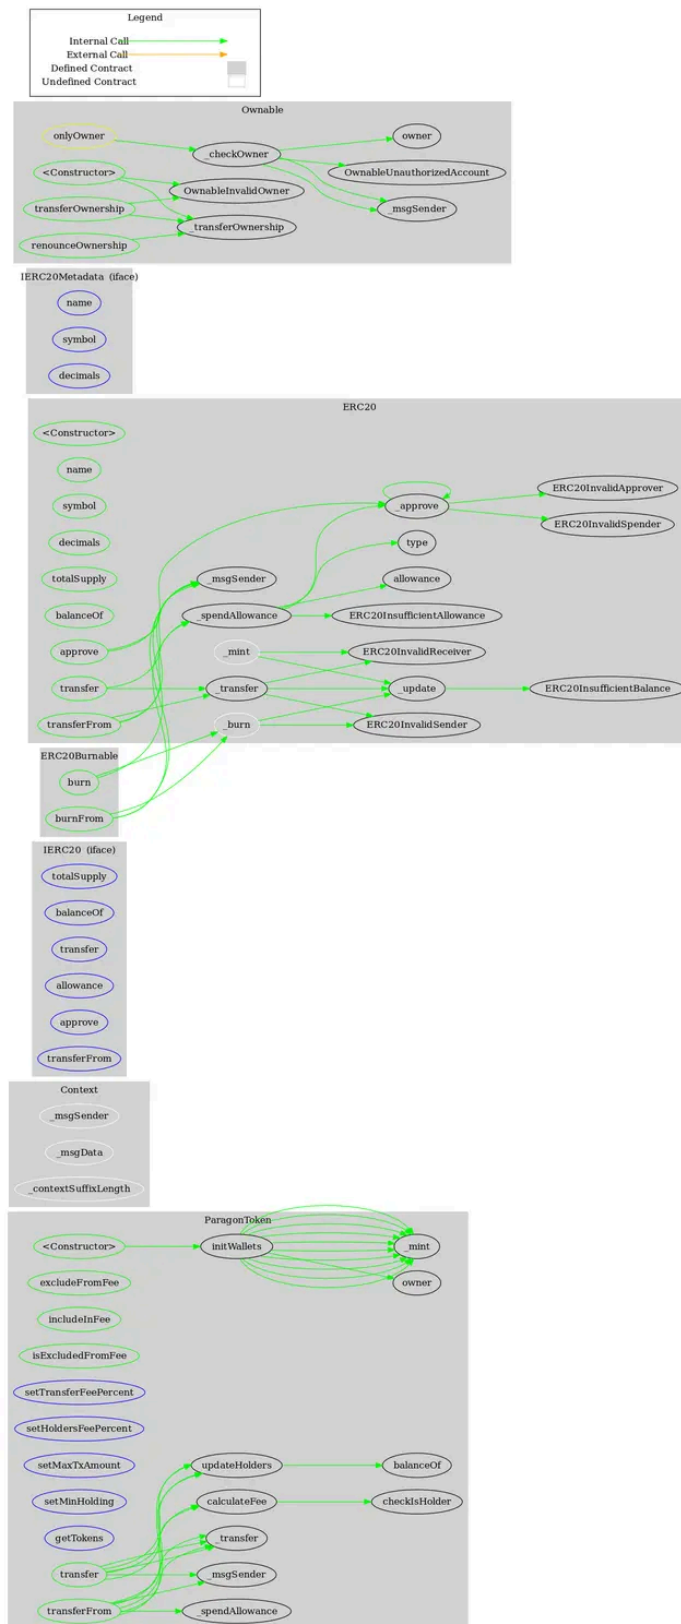 Legend
Internal Call
External Call
Defined Contract
Undefined Contract
Ownable
onlyOwner
owner
_checkOwner
<Constructor>
OwnableUnauthorizedAccount
OwnableInvalidOwner
transferOwnership
_msgSender
_transferOwnership
renounceOwnership
IERC20Metadata (iface)
name
symbol
decimals
ERC20
<Constructor>
name
ERC20InvalidApprover
symbol
_approve
ERC20InvalidSpender
decimals
type
totalSupply
_msgSender
allowance
balanceOf
_spendAllowance
ERC20InsufficientAllowance
approve
_mint
ERC20InvalidReceiver
transfer
_transfer
_update
ERC20InsufficientBalance
transferFrom
_burn
ERC20InvalidSender
ERC20Burnable
burn
burnFrom
IERC20 (iface)
totalSupply
balanceOf
transfer
allowance
approve
transferFrom
Context
_msgSender
_msgData
_contextSuffixLength
ParagonToken
<Constructor>
initWallets
_mint
excludeFromFee
owner
includeInFee
isExcludedFromFee
setTransferFeePercent
setHoldersFeePercent
setMaxTxAmount
updateHolders
balanceOf
setMinHolding
calculateFee
checkIsHolder
getTokens
_transfer
transfer
_msgSender
transferFrom
_spendAllowance